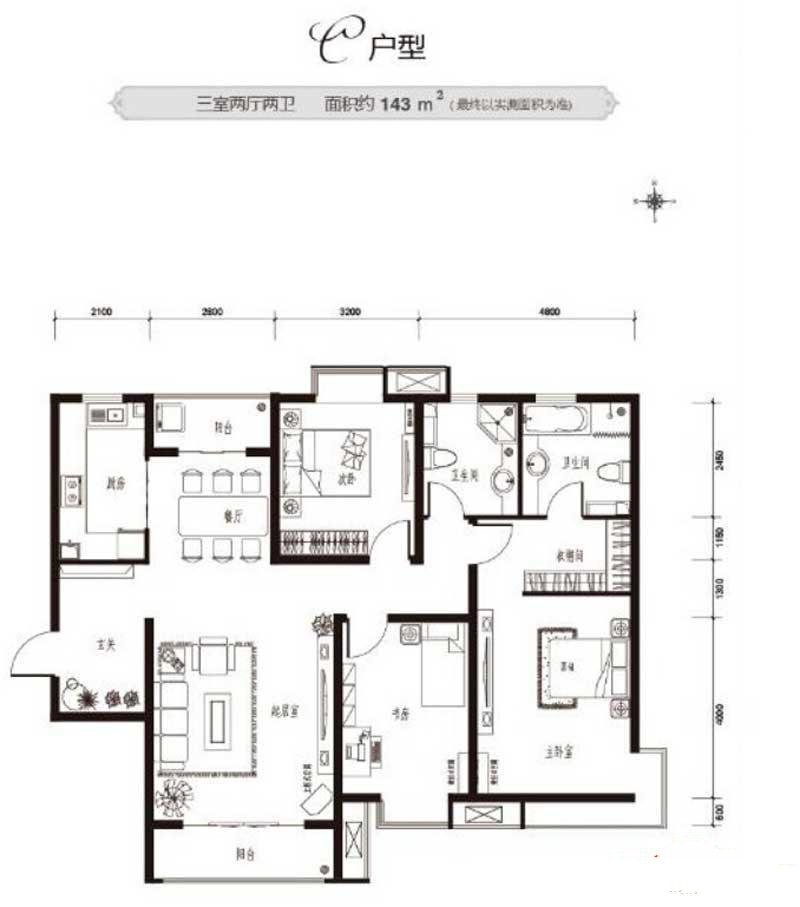 C 户型
三室两厅两卫 面积约 143 m² (最终以实测面积为准)
2100 2800 3200 4800
阳台
厨房
餐厅
次卧
卫生间
卫生间
2450
1150
1300
4000
600
衣帽间
玄关
起居室
书房
主卧室
阳台